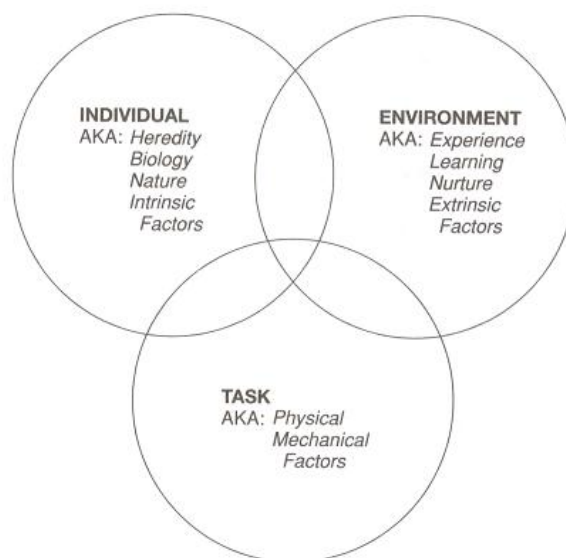 INDIVIDUAL
AKA: Heredity
Biology
Nature
Intrinsic
Factors
ENVIRONMENT
AKA: Experience
Learning
Nurture
Extrinsic
Factors
TASK
AKA: Physical
Mechanical
Factors